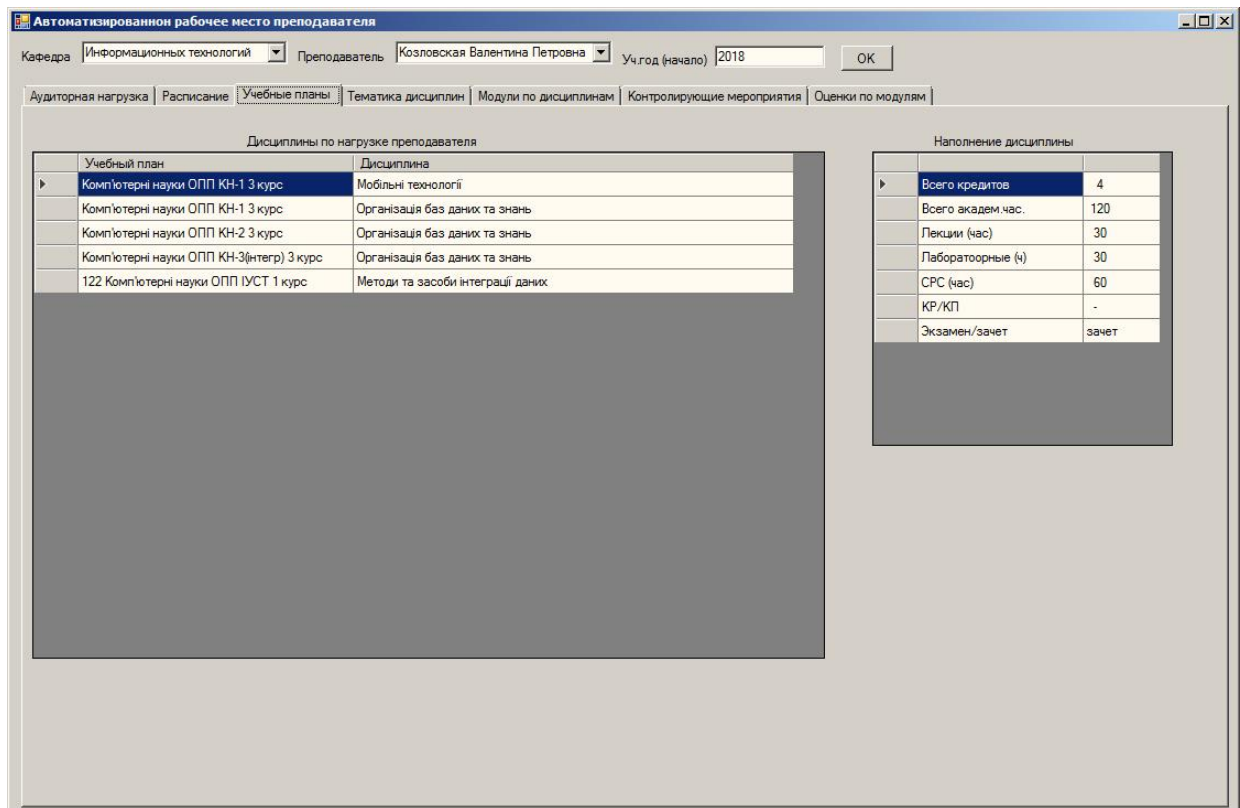 Автоматизированнон рабочее место преподавателя
Кафедра Информационных технологий Преподаватель Козловская Валентина Петровна Уч.год (начало) 2018 OK
Аудиторная нагрузка Расписание Учебные планы Тематика дисциплин Модули по дисциплинам Контролирующие мероприятия Оценки по модулям
Дисциплины по нагрузке преподавателя
Учебный план Дисциплина
Комп'ютерні науки ОПП КН-1 3 курс Мобільні технології
Комп'ютерні науки ОПП КН-1 3 курс Організація баз даних та знань
Комп'ютерні науки ОПП КН-2 3 курс Організація баз даних та знань
Комп'ютерні науки ОПП КН-3(інтегр) 3 курс Організація баз даних та знань
122 Комп'ютерні науки ОПП ІУСТ 1 курс Методи та засоби інтеграції даних
Наполнение дисциплины
Всего кредитов 4
Всего академ.час. 120
Лекции (час) 30
Лаборатоорные (ч) 30
СРС (час) 60
КР/КП -
Экзамен/зачет зачет